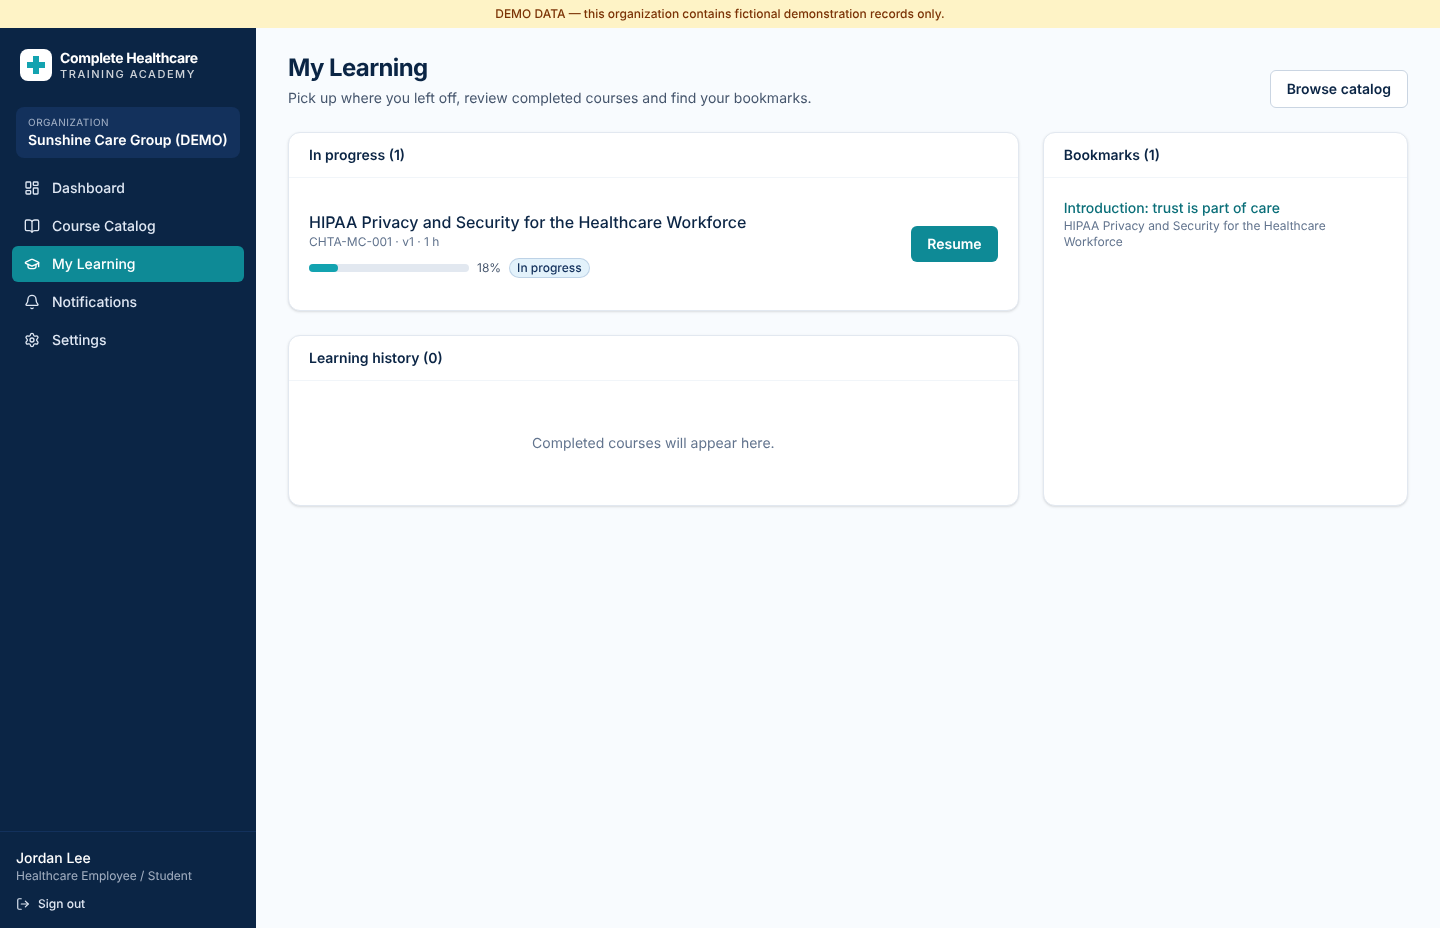 DEMO DATA — this organization contains fictional demonstration records only.
Complete Healthcare
TRAINING ACADEMY
ORGANIZATION
Sunshine Care Group (DEMO)
Dashboard
Course Catalog
My Learning
Notifications
Settings
Jordan Lee
Healthcare Employee / Student
Sign out
My Learning
Pick up where you left off, review completed courses and find your bookmarks.
Browse catalog
In progress (1)
HIPAA Privacy and Security for the Healthcare Workforce
CHTA-MC-001 · v1 · 1 h
18% In progress
Resume
Learning history (0)
Completed courses will appear here.
Bookmarks (1)
Introduction: trust is part of care
HIPAA Privacy and Security for the Healthcare
Workforce